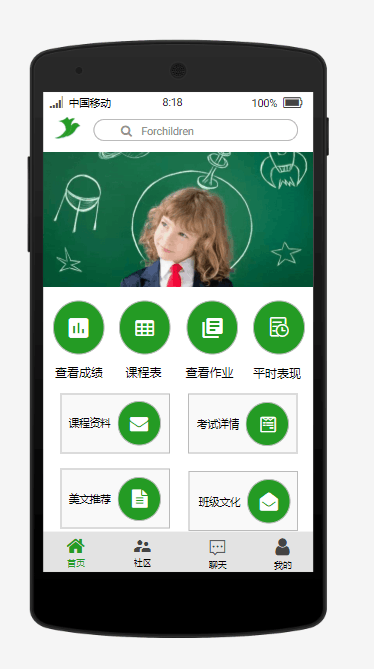 中国移动 8:18 100%
Forchildren
查看成绩 课程表 查看作业 平时表现
课程资料 考试详情
美文推荐 班级文化
首页 社区 聊天 我的